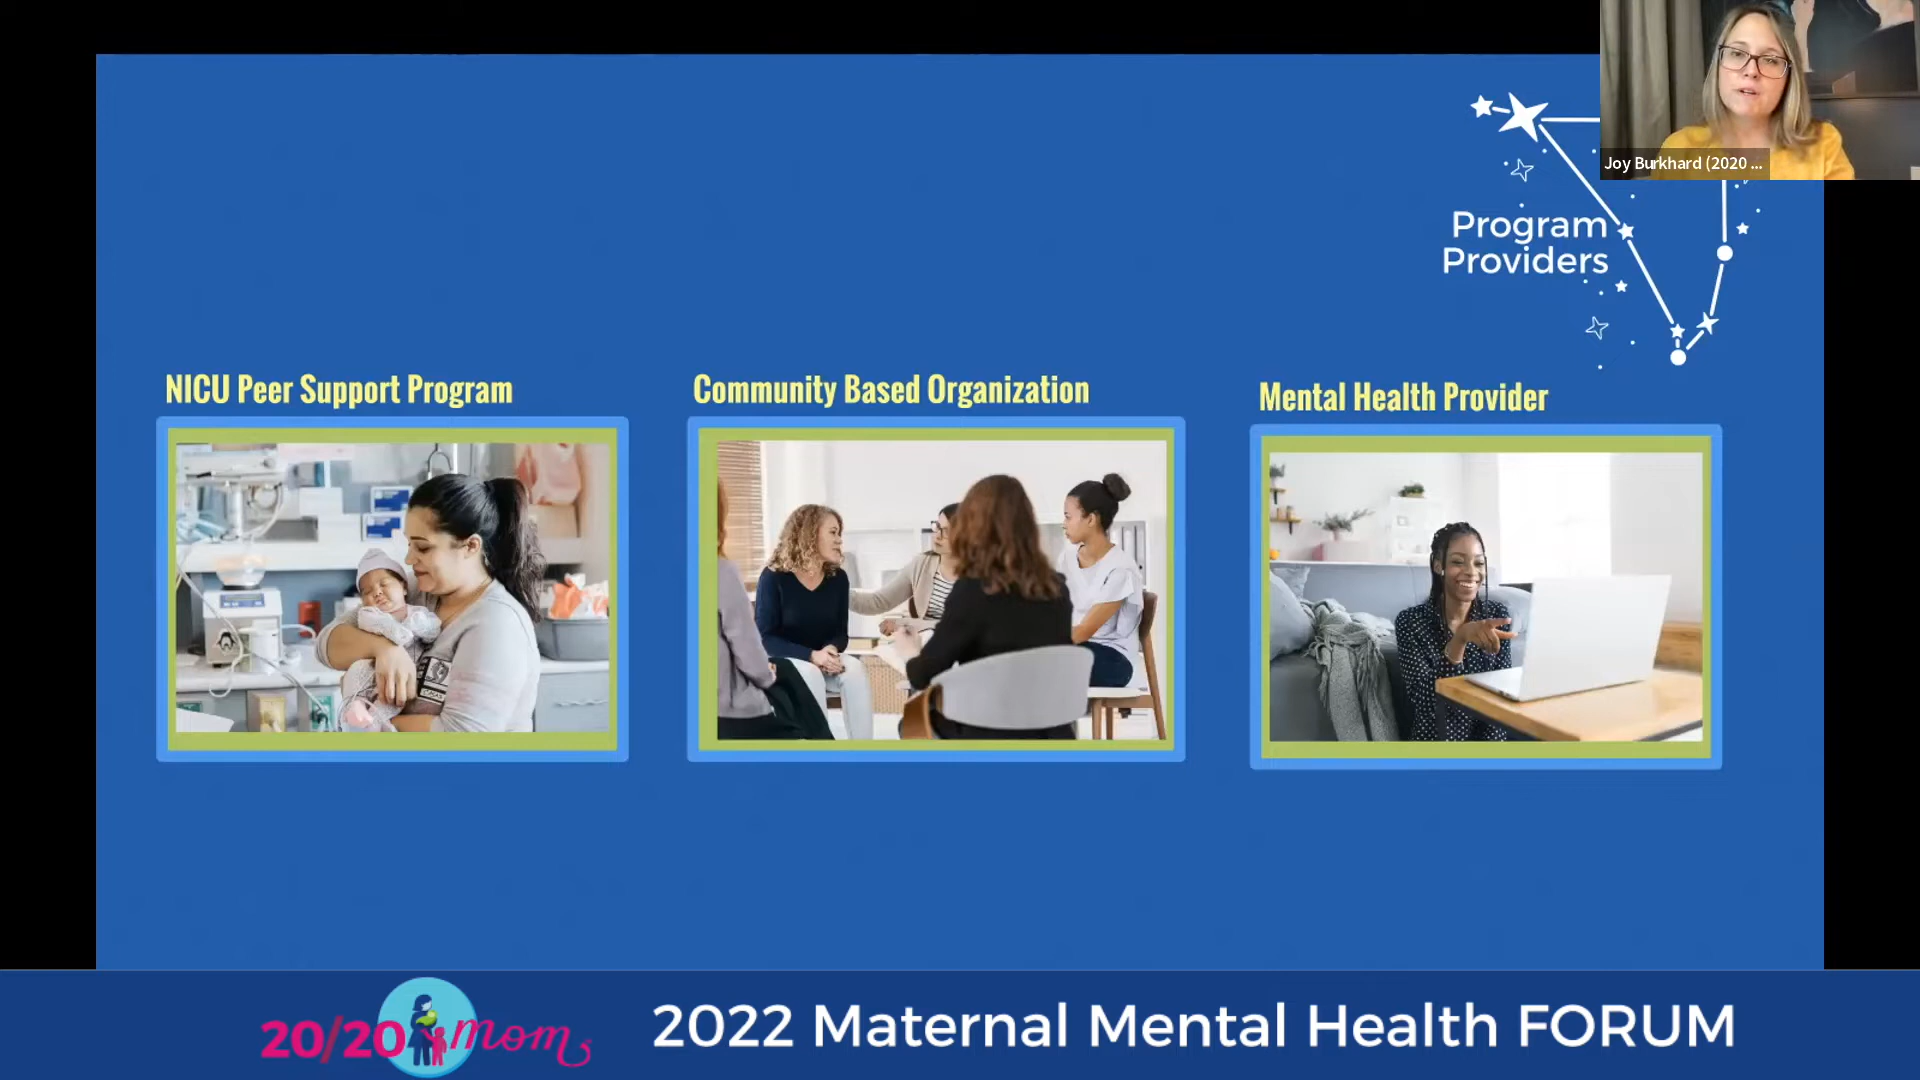 Joy Burkhard (2020 ...
Program
Providers
NICU Peer Support Program
Community Based Organization
Mental Health Provider
20/20 mom
2022 Maternal Mental Health FORUM